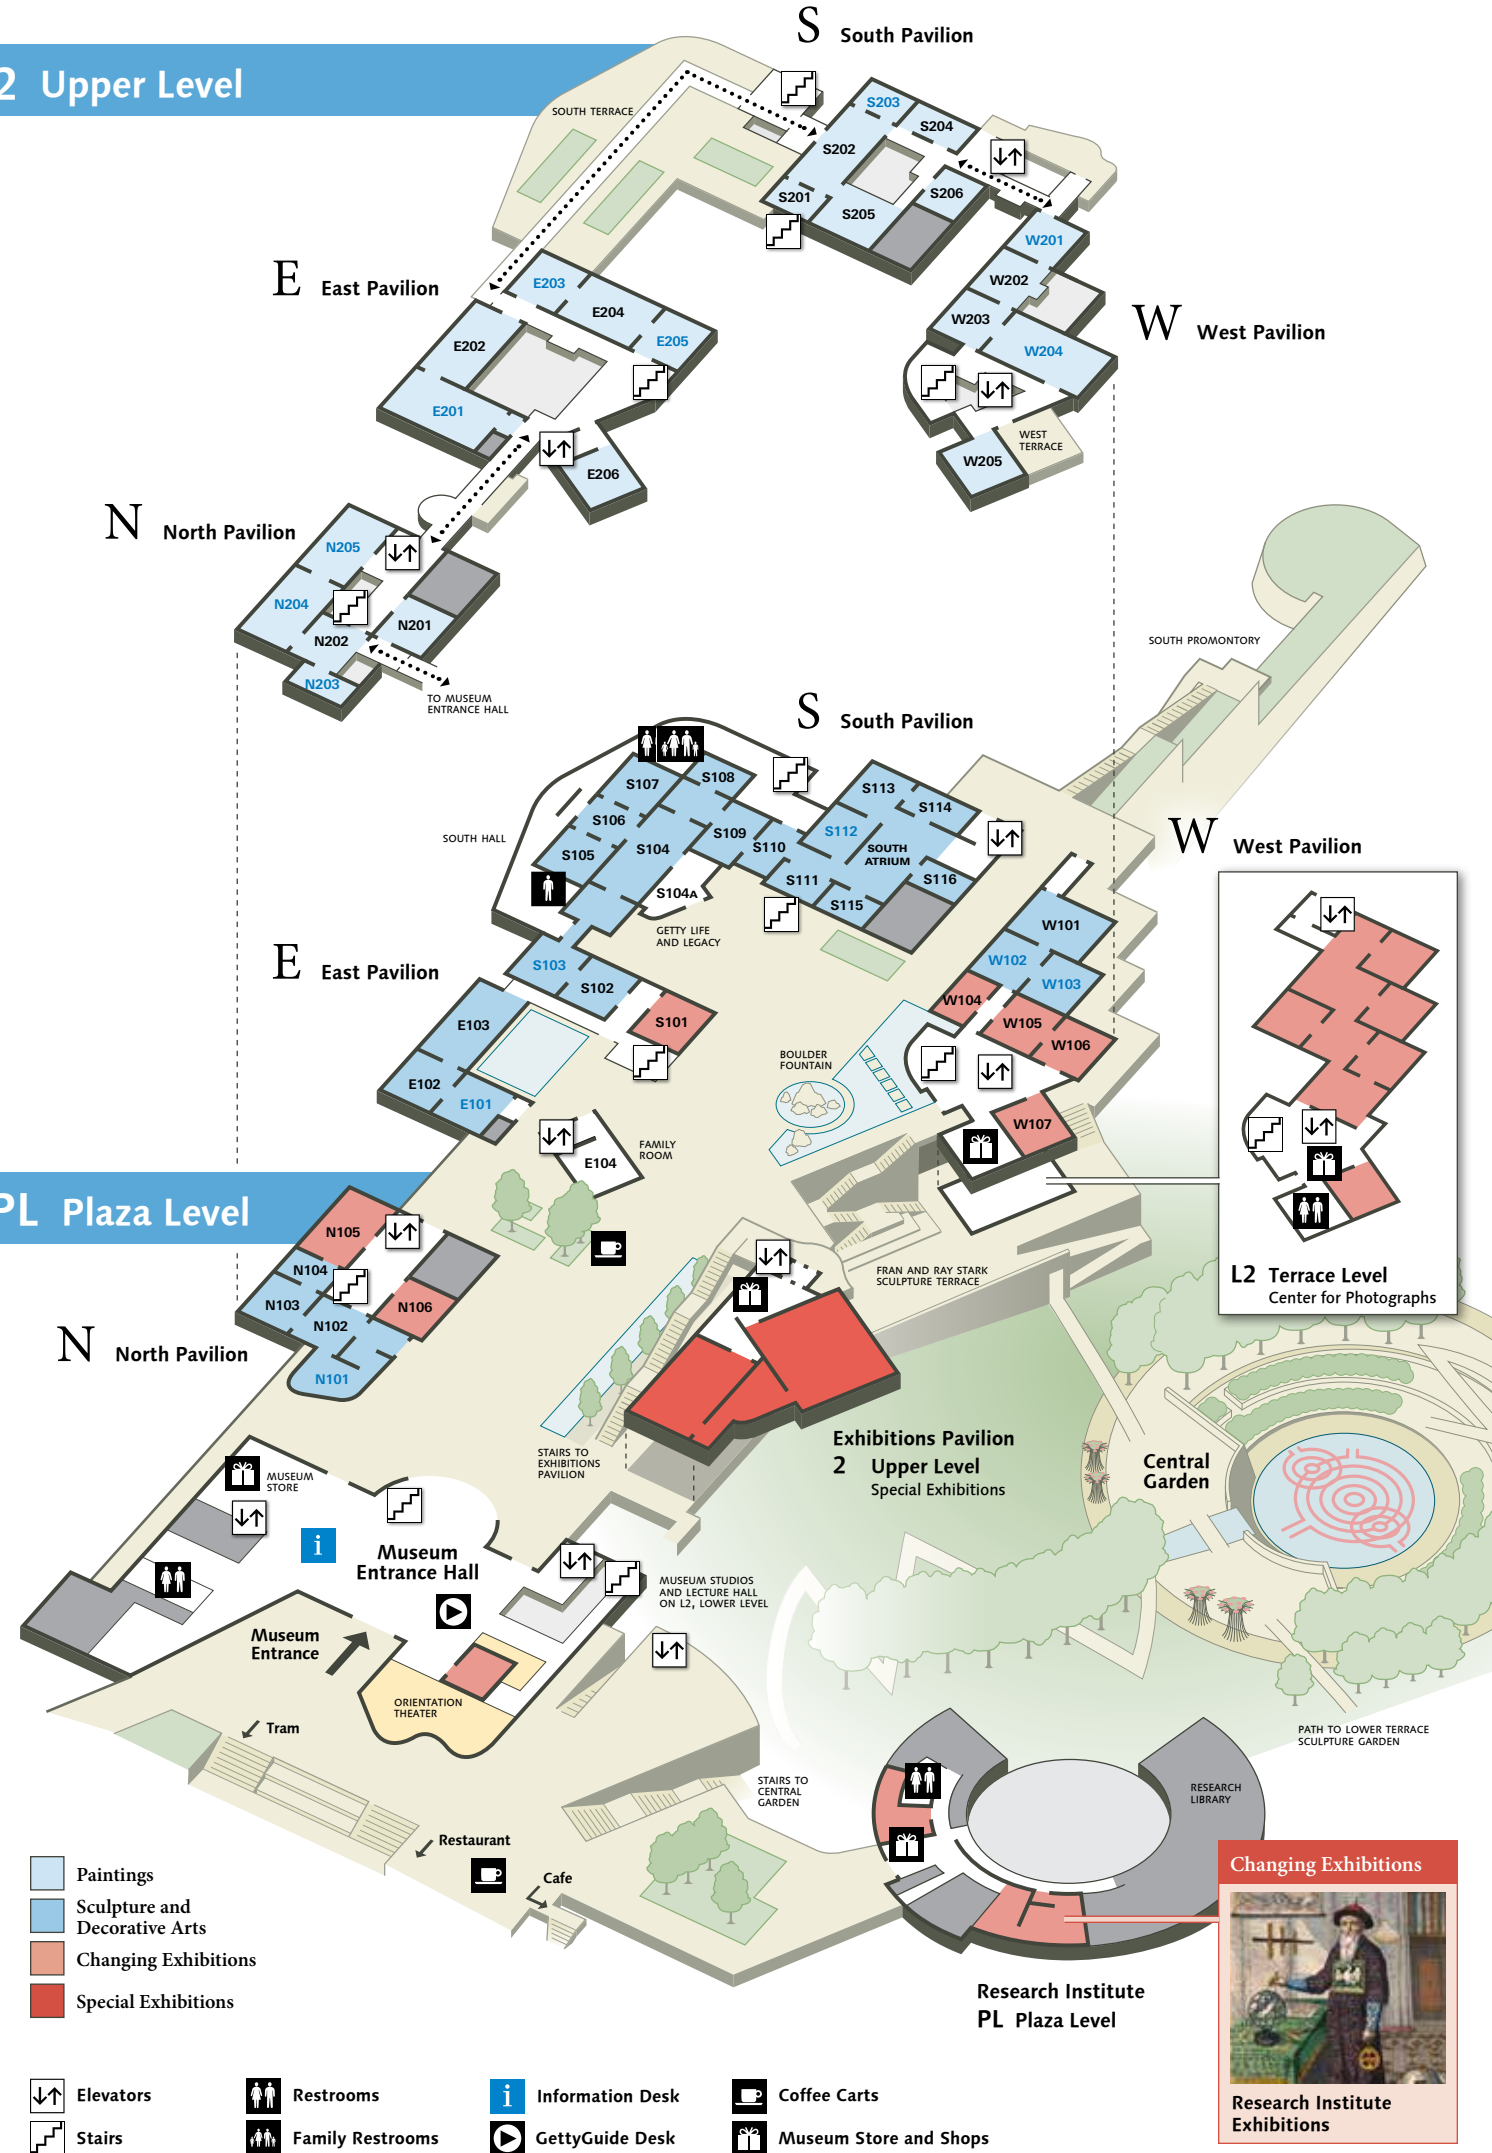 S South Pavilion
2 Upper Level
SOUTH TERRACE
S203
S204
S202
S201
S205
S206
W201
W202
W203
W204
W205
WEST
TERRACE
W West Pavilion
E East Pavilion
E203
E204
E205
E202
E201
E206
N North Pavilion
N205
N204
N202
N201
N203
TO MUSEUM
ENTRANCE HALL
SOUTH PROMONTORY
S South Pavilion
S107
S108
S106
S105
S104
S109
S110
S113
S114
S112
SOUTH
ATRIUM
S111
S116
S115
S104A
SOUTH HALL
GETTY LIFE
AND LEGACY
W West Pavilion
W101
W102
W103
W104
W105
W106
W107
E East Pavilion
S103
S102
S101
E103
E102
E101
E104
FAMILY
ROOM
BOULDER
FOUNTAIN
PL Plaza Level
N105
N104
N103
N102
N106
N101
N North Pavilion
FRAN AND RAY STARK
SCULPTURE TERRACE
L2 Terrace Level
Center for Photographs
Exhibitions Pavilion
2 Upper Level
Special Exhibitions
STAIRS TO
EXHIBITIONS
PAVILION
Central
Garden
MUSEUM
STORE
i
Museum
Entrance Hall
MUSEUM STUDIOS
AND LECTURE HALL
ON L2, LOWER LEVEL
Museum
Entrance
ORIENTATION
THEATER
Tram
PATH TO LOWER TERRACE
SCULPTURE GARDEN
STAIRS TO
CENTRAL
GARDEN
RESEARCH
LIBRARY
Restaurant
Cafe
Paintings
Sculpture and
Decorative Arts
Changing Exhibitions
Special Exhibitions
Research Institute
PL Plaza Level
Changing Exhibitions
Research Institute
Exhibitions
Elevators
Restrooms
i Information Desk
Coffee Carts
Stairs
Family Restrooms
GettyGuide Desk
Museum Store and Shops